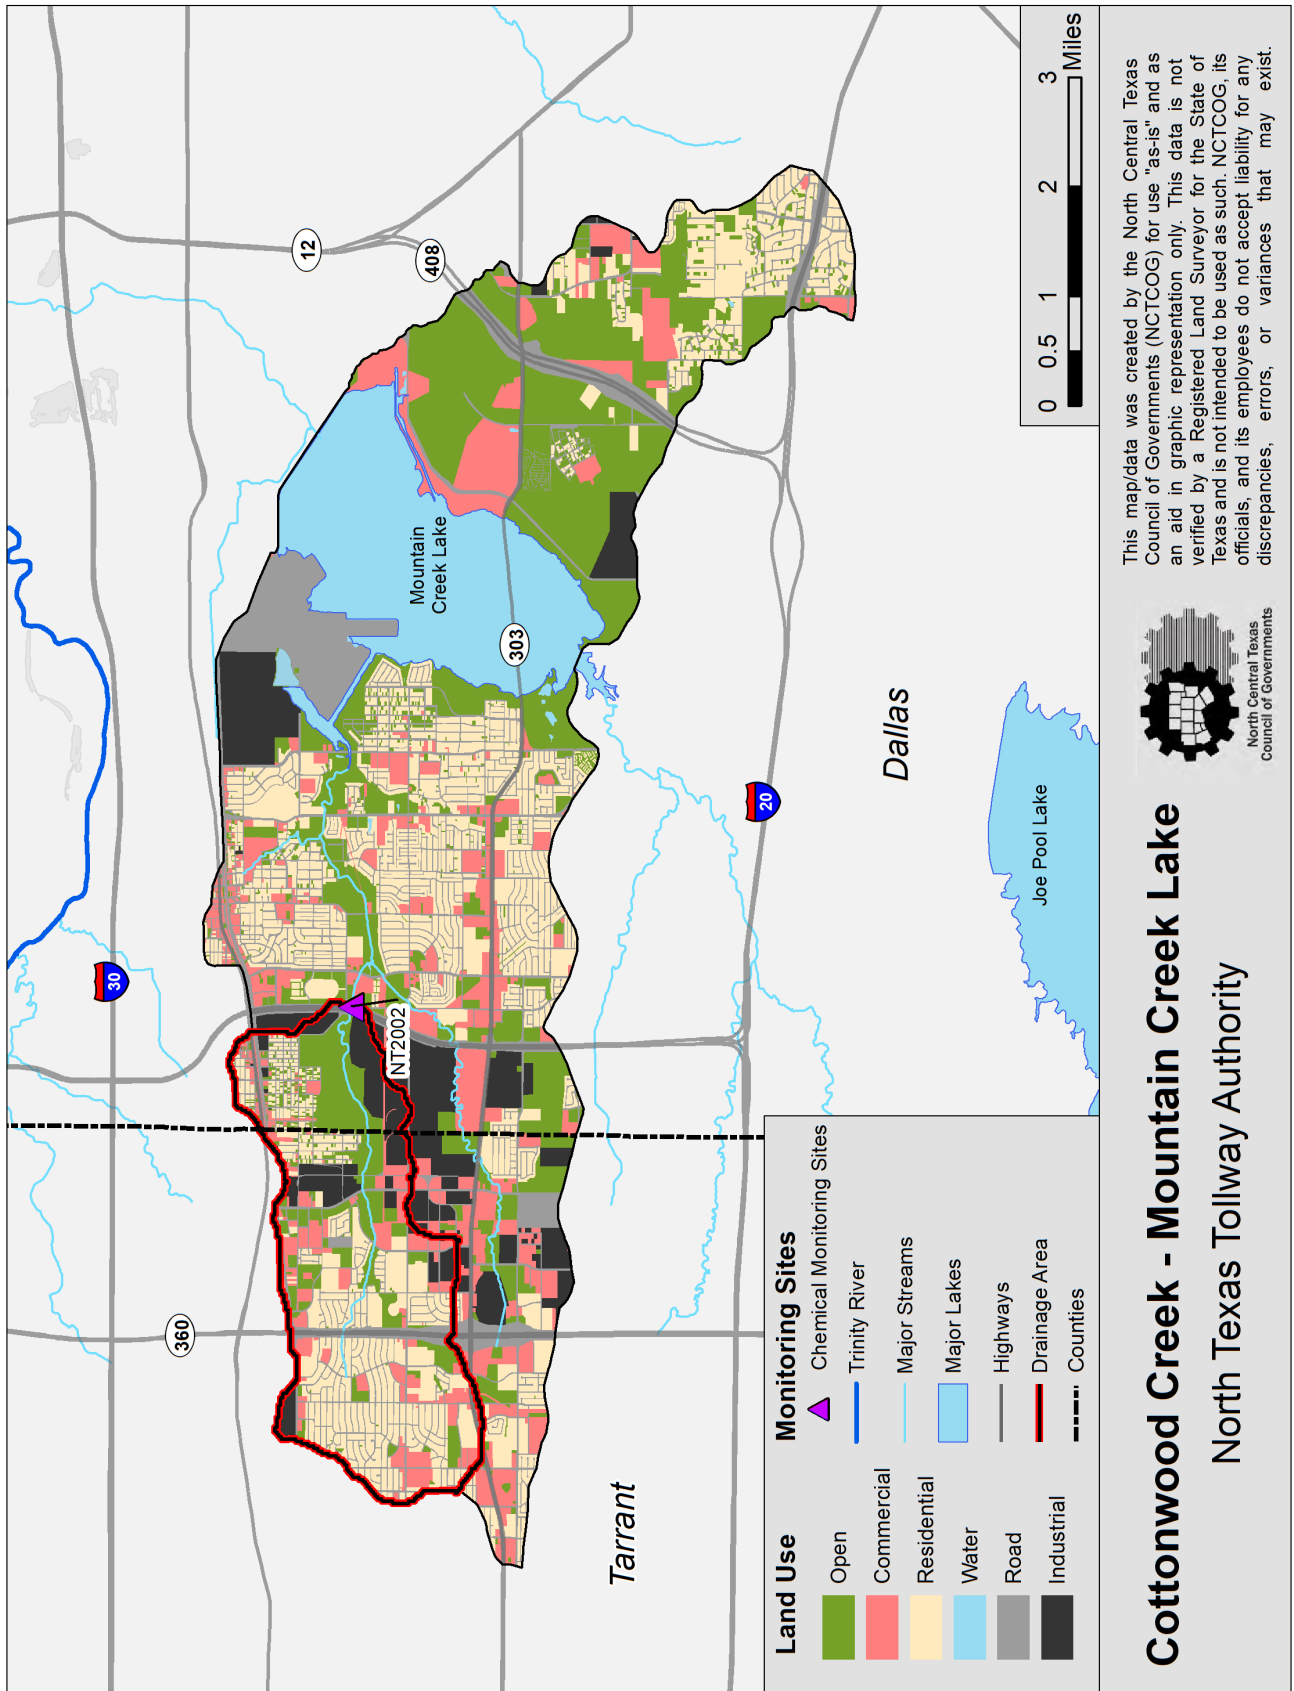 30
12
408
360
303
20
Mountain
Creek Lake
NT2002
Dallas
Tarrant
Joe Pool Lake
0 0.5 1 2 3
Miles
Land Use
Open
Commercial
Residential
Water
Road
Industrial
Monitoring Sites
Chemical Monitoring Sites
Trinity River
Major Streams
Major Lakes
Highways
Drainage Area
Counties
Cottonwood Creek - Mountain Creek Lake
North Texas Tollway Authority
North Central Texas
Council of Governments
This map/data was created by the North Central Texas
Council of Governments (NCTCOG) for use "as-is" and as
an aid in graphic representation only. This data is not
verified by a Registered Land Surveyor for the State of
Texas and is not intended to be used as such. NCTCOG, its
officials, and its employees do not accept liability for any
discrepancies, errors, or variances that may exist.